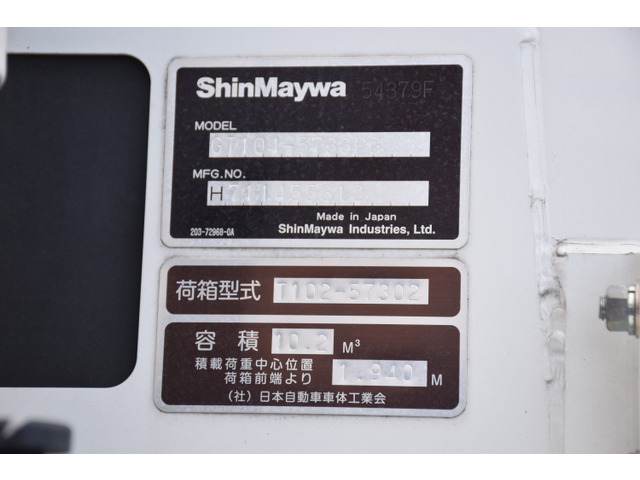 ShinMaywa 54379F
MODEL
MFG.NO.
Made in Japan
203-72968-0A ShinMaywa Industries, Ltd.
荷箱型式 T102-57302
容積 10.2 M³
積載荷重中心位置
荷箱前端より 1.940 M
(社)日本自動車車体工業会